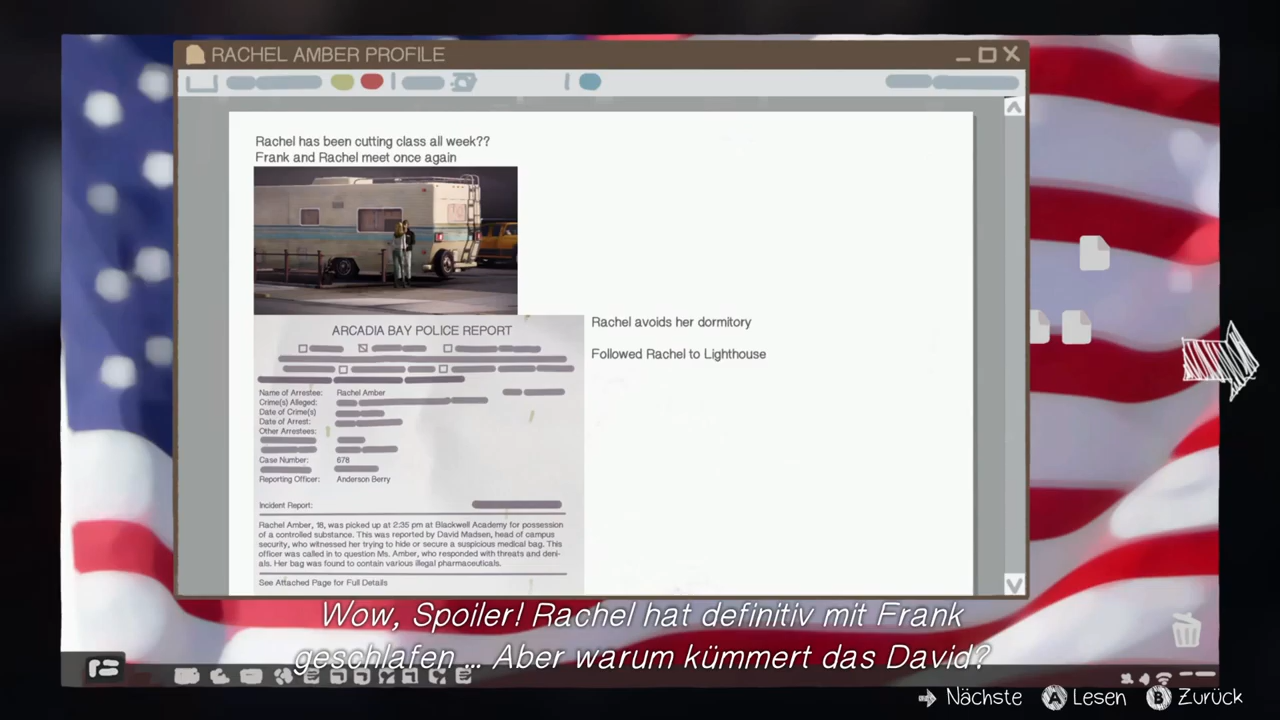 RACHEL AMBER PROFILE
Rachel has been cutting class all week??
Frank and Rachel meet once again
ARCADIA BAY POLICE REPORT
Name of Arrestee: Rachel Amber
Crime(s) Alleged:
Date of Crime(s)
Date of Arrest:
Other Arrestees:
Case Number: 678
Reporting Officer: Anderson Berry
Incident Report:
Rachel Amber, 18, was picked up at 2:35 pm at Blackwell Academy for possession
of a controlled substance. This was reported by David Madsen, head of campus
security, who witnessed her trying to hide or secure a suspicious medical bag. This
officer was called in to question Ms. Amber, who responded with threats and deni-
als. Her bag was found to contain various illegal pharmaceuticals.
See Attached Page for Full Details
Rachel avoids her dormitory
Followed Rachel to Lighthouse
Wow, Spoiler! Rachel hat definitiv mit Frank
geschlafen ... Aber warum kümmert das David?
Nächste A Lesen B Zurück